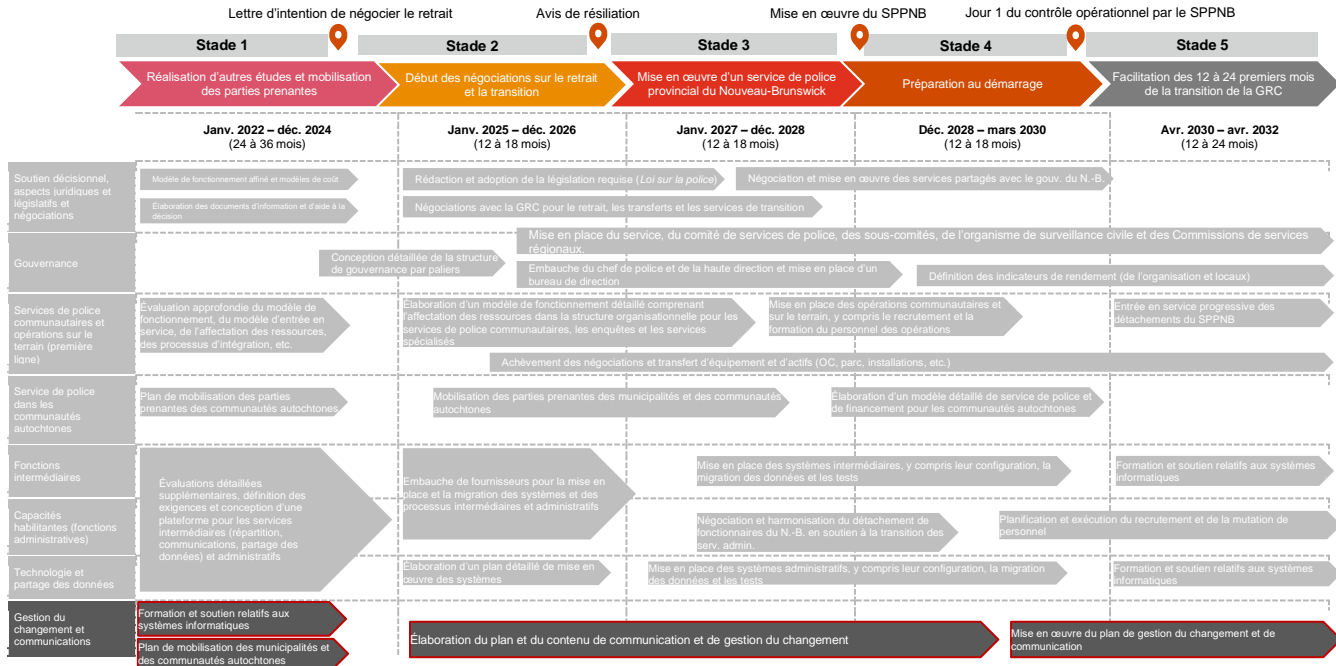 Lettre d'intention de négocier le retrait
Avis de résiliation
Mise en œuvre du SPPNB
Jour 1 du contrôle opérationnel par le SPPNB
Stade 1
Stade 2
Stade 3
Stade 4
Stade 5
Réalisation d'autres études et mobilisation
des parties prenantes
Début des négociations sur le retrait
et la transition
Mise en œuvre d'un service de police
provincial du Nouveau-Brunswick
Préparation au démarrage
Facilitation des 12 à 24 premiers mois
de la transition de la GRC
Janv. 2022 – déc. 2024
(24 à 36 mois)
Janv. 2025 – déc. 2026
(12 à 18 mois)
Janv. 2027 – déc. 2028
(12 à 18 mois)
Déc. 2028 – mars 2030
(12 à 18 mois)
Avr. 2030 – avr. 2032
(12 à 24 mois)
Soutien décisionnel,
aspects juridiques et
législatifs et
négociations
Modèle de fonctionnement affiné et modèles de coût
Élaboration des documents d'information et d'aide à la
décision
Rédaction et adoption de la législation requise (Loi sur la police)
Négociation et mise en œuvre des services partagés avec le gouv. du N.-B.
Négociations avec la GRC pour le retrait, les transferts et les services de transition
Gouvernance
Mise en place du service, du comité de services de police, des sous-comités, de l'organisme de surveillance civile et des Commissions de services
régionaux.
Conception détaillée de la structure
de gouvernance par paliers
Embauche du chef de police et de la haute direction et mise en place d'un
bureau de direction
Définition des indicateurs de rendement (de l'organisation et locaux)
Services de police
communautaires et
opérations sur le
terrain (première
ligne)
Évaluation approfondie du modèle de
fonctionnement, du modèle d'entrée en
service, de l'affectation des ressources,
des processus d'intégration, etc.
Élaboration d'un modèle de fonctionnement détaillé comprenant
l'affectation des ressources dans la structure organisationnelle pour les
services de police communautaires, les enquêtes et les services
spécialisés
Mise en place des opérations communautaires et
sur le terrain, y compris le recrutement et la
formation du personnel des opérations
Entrée en service progressive des
détachements du SPPNB
Achèvement des négociations et transfert d'équipement et d'actifs (OC, parc, installations, etc.)
Service de police
dans les
communautés
autochtones
Plan de mobilisation des parties
prenantes des communautés autochtones
Mobilisation des parties prenantes des municipalités et des communautés
autochtones
Élaboration d'un modèle détaillé de service de police et
de financement pour les communautés autochtones
Fonctions
intermédiaires
Évaluations détaillées
supplémentaires, définition des
exigences et conception d'une
plateforme pour les services
intermédiaires (répartition,
communications, partage des
données) et administratifs
Embauche de fournisseurs pour la mise
en place et la migration des systèmes et des
processus intermédiaires et administratifs
Mise en place des systèmes intermédiaires, y compris leur configuration, la
migration des données et les tests
Formation et soutien relatifs aux systèmes
informatiques
Capacités
habilitantes (fonctions
administratives)
Négociation et harmonisation du détachement de
fonctionnaires du N.-B. en soutien à la transition des
serv. admin.
Planification et exécution du recrutement et de la mutation de
personnel
Technologie et
partage des données
Élaboration d'un plan détaillé de mise en
œuvre des systèmes
Mise en place des systèmes administratifs, y compris leur configuration, la migration
des données et les tests
Formation et soutien relatifs aux systèmes
informatiques
Gestion du
changement et
communications
Formation et soutien relatifs aux
systèmes informatiques
Plan de mobilisation des municipalités et
des communautés autochtones
Élaboration du plan et du contenu de communication et de gestion du changement
Mise en œuvre du plan de gestion du changement et de
communication